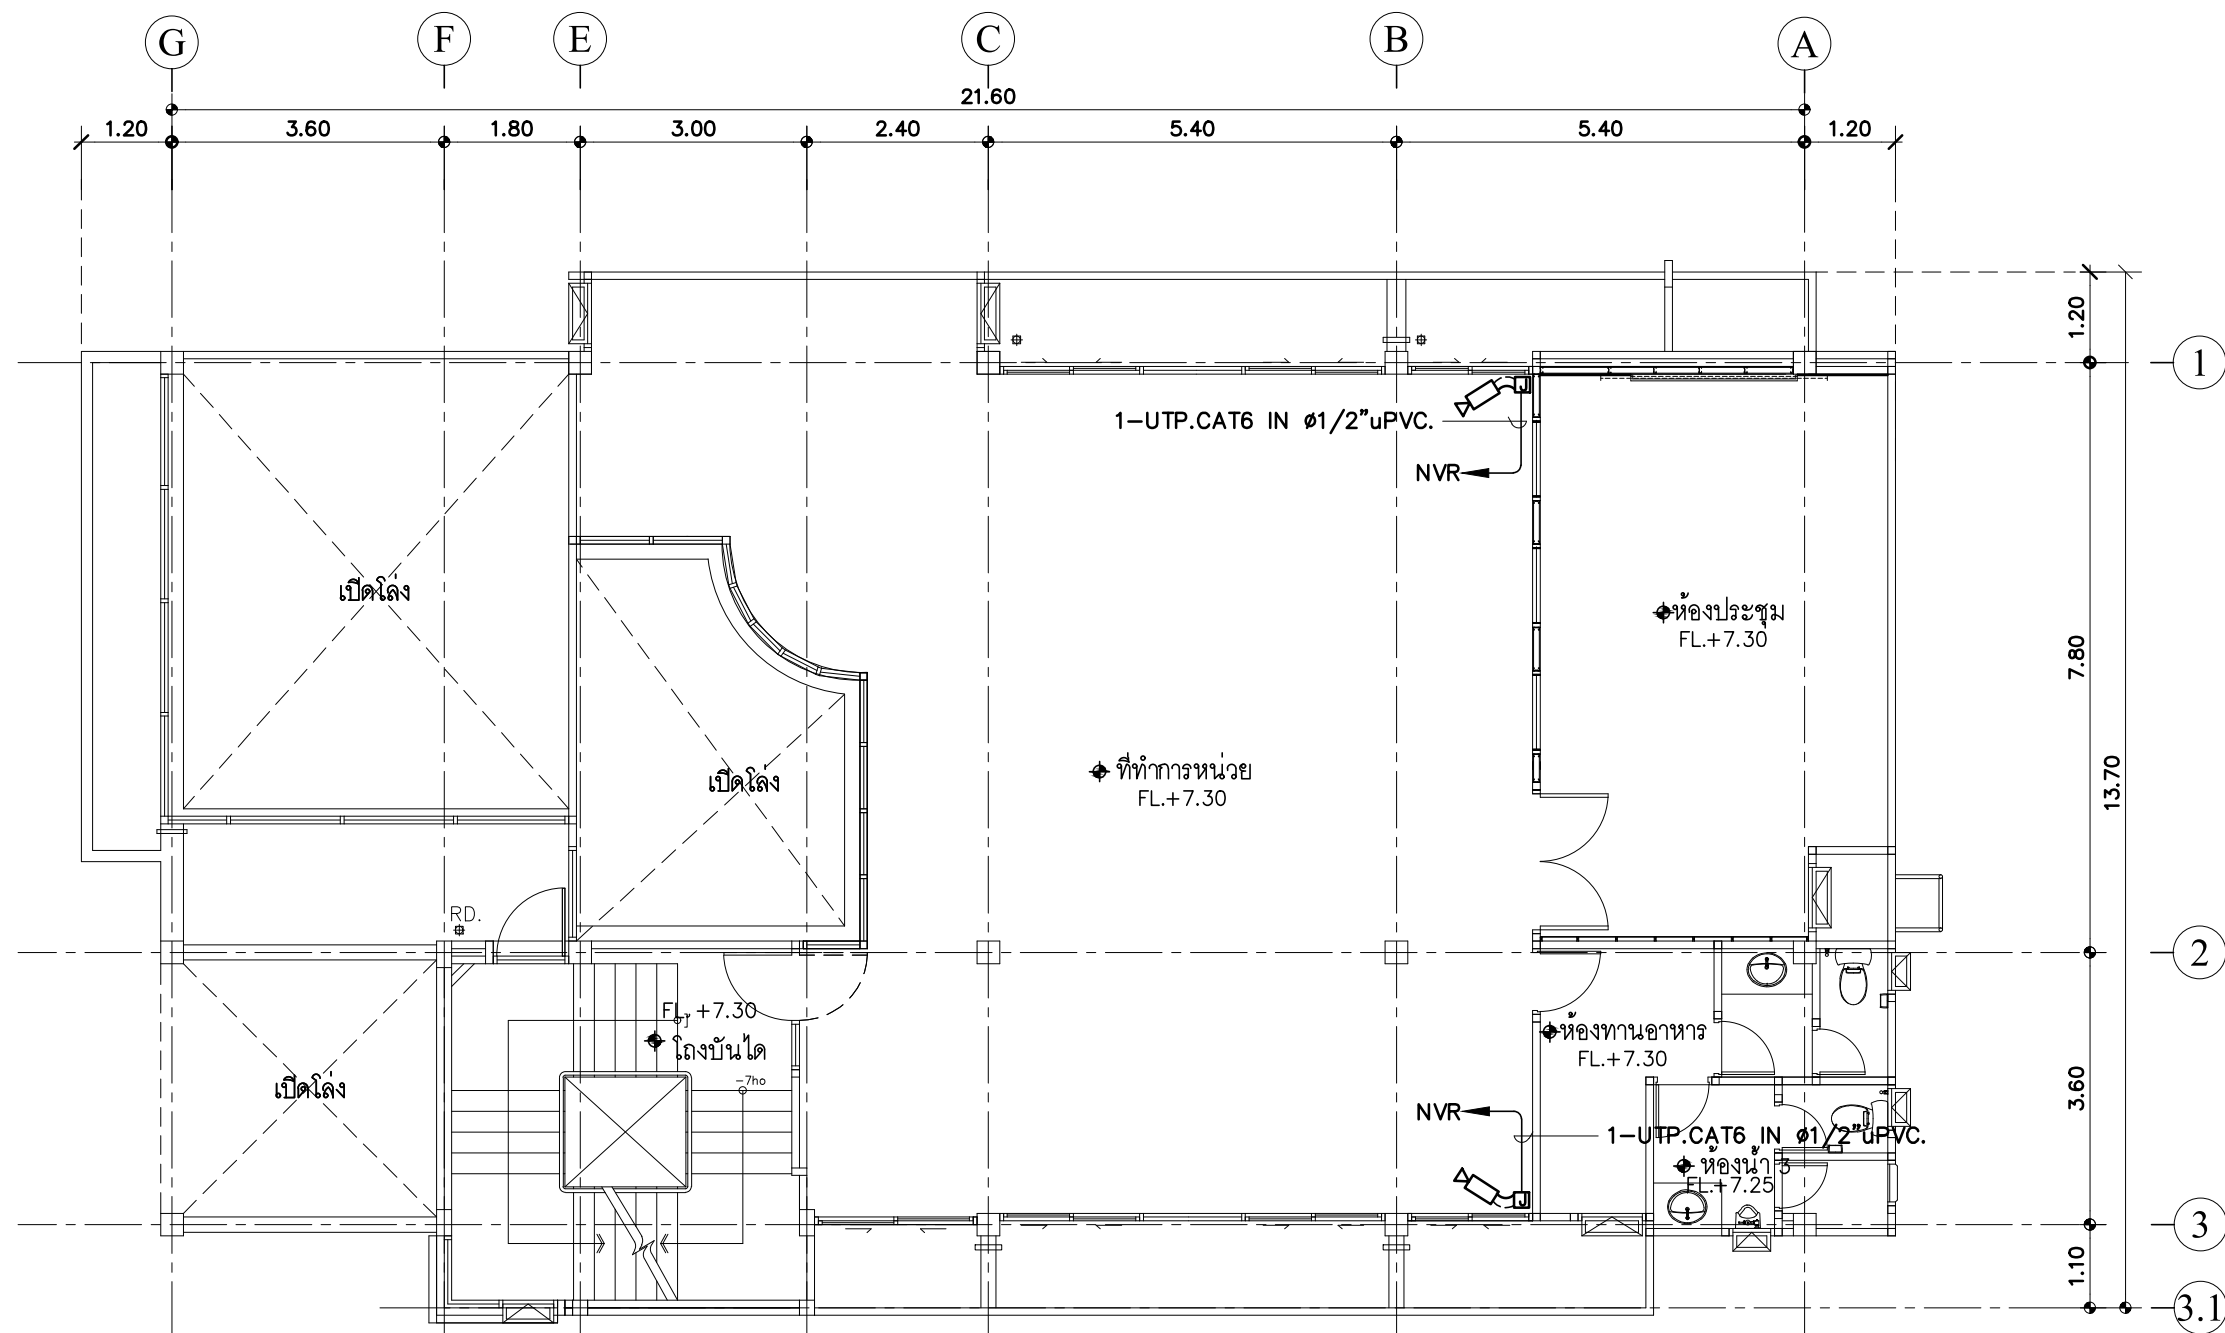 G F E C B A
21.60
1.20 3.60 1.80 3.00 2.40 5.40 5.40 1.20
1.20
1
1-UTP.CAT6 IN ø1/2"uPVC.
NVR
เปิดโล่ง
ห้องประชุม
FL.+7.30
7.80
เปิดโล่ง
ที่ทำการหน่วย
FL.+7.30
13.70
RD.
2
FL. +7.30
โถงบันได
ห้องทานอาหาร
FL.+7.30
เปิดโล่ง
-7ho
3.60
NVR
1-UTP.CAT6 IN ø1/2"uPVC.
ห้องน้ำ 3
FL.+7.25
3
1.10
3.1
J
J